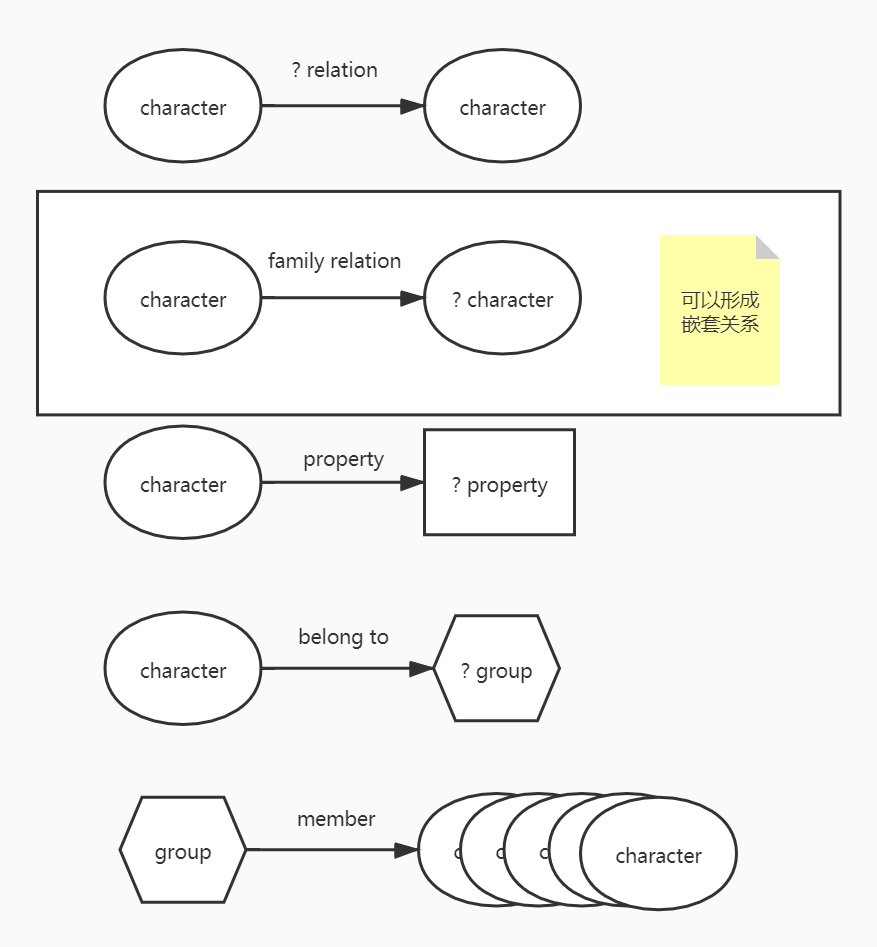 ? relation
character
character
family relation
character
? character
可以形成
嵌套关系
property
character
? property
belong to
character
? group
member
group
c
c
c
character